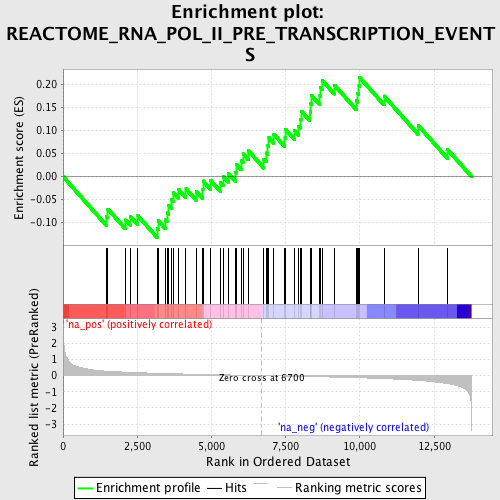 Enrichment plot:
REACTOME_RNA_POL_II_PRE_TRANSCRIPTION_EVENT
S
Enrichment score (ES)
0.20
0.15
0.10
0.05
0.00
-0.05
-0.10
Ranked list metric (PreRanked)
'na_pos' (positively correlated)
3
2
1
0
-1
-2
-3
Zero cross at 6700
'na_neg' (negatively correlated)
0
2,500
5,000
7,500
10,000
12,500
Rank in Ordered Dataset
Enrichment profile
Hits
Ranking metric scores